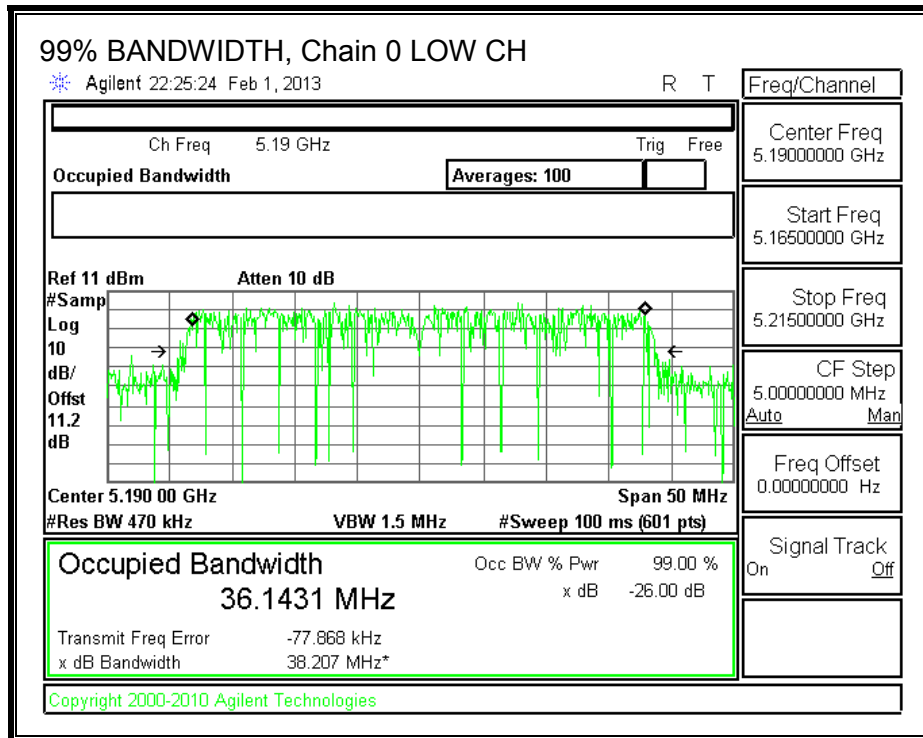 99% BANDWIDTH, Chain 0 LOW CH
Agilent 22:25:24 Feb 1, 2013 R T
Freq/Channel
Ch Freq 5.19 GHz Trig Free
Occupied Bandwidth Averages: 100
Center Freq
5.19000000 GHz
Start Freq
5.16500000 GHz
Stop Freq
5.21500000 GHz
CF Step
5.00000000 MHz
Auto Man
Freq Offset
0.00000000 Hz
Signal Track
On Off
Ref 11 dBm Atten 10 dB
#Samp
Log
10
dB/
Offst
11.2
dB
Center 5.190 00 GHz Span 50 MHz
#Res BW 470 kHz VBW 1.5 MHz #Sweep 100 ms (601 pts)
Occupied Bandwidth Occ BW % Pwr 99.00 %
36.1431 MHz x dB -26.00 dB
Transmit Freq Error -77.868 kHz
x dB Bandwidth 38.207 MHz*
Copyright 2000-2010 Agilent Technologies